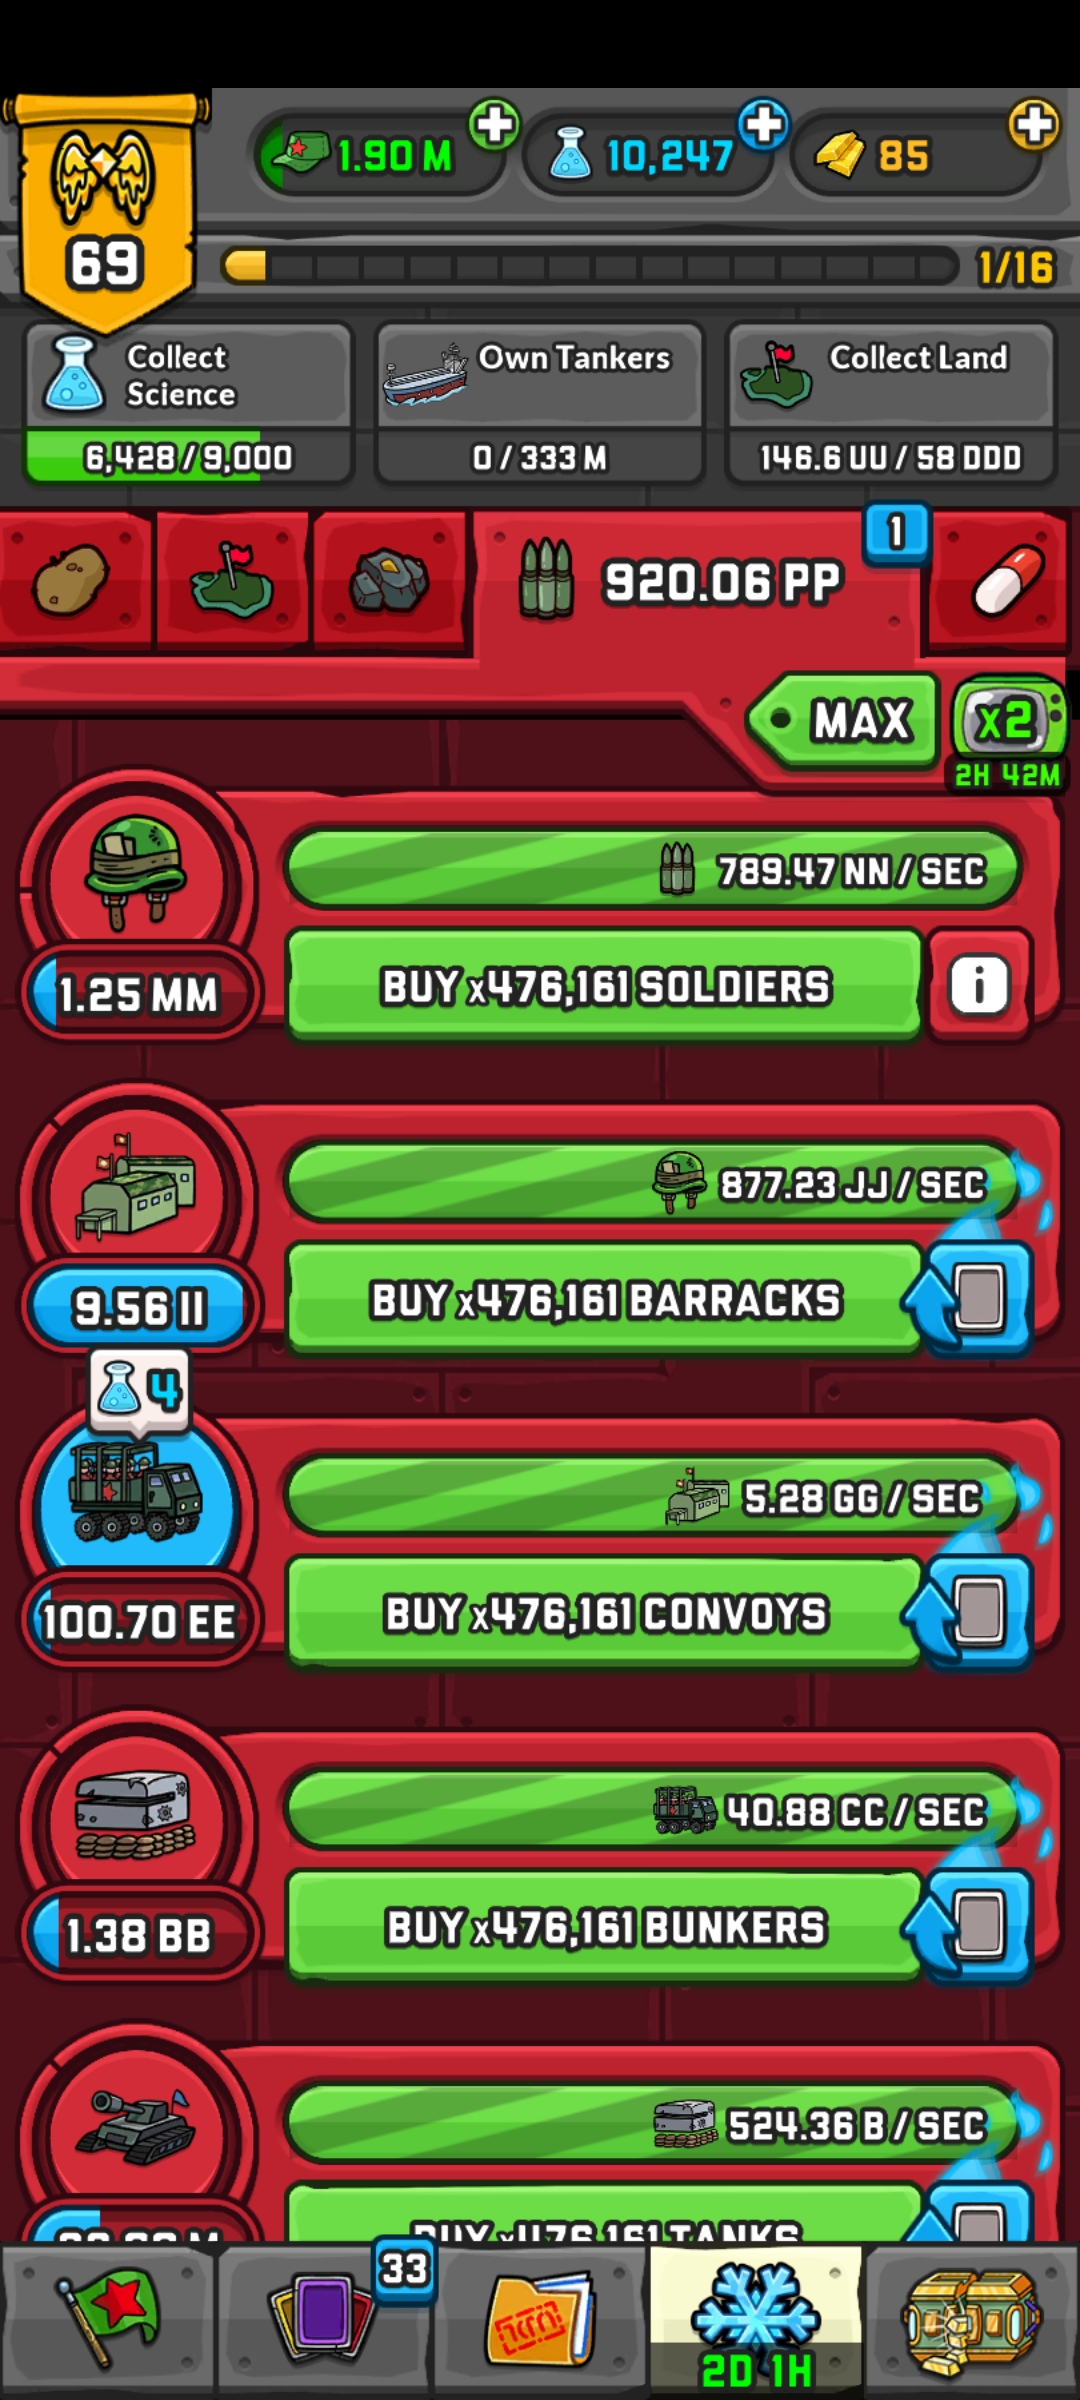 1.90 M
10,247
85
69
1/16
Collect
Science
6,428 / 9,000
Own Tankers
0 / 333 M
Collect Land
146.6 UU / 58 DDD
920.06 PP
1
MAX
x2
2H 42M
789.47 NN / SEC
1.25 MM
BUY x476,161 SOLDIERS
i
877.23 JJ / SEC
9.56 II
BUY x476,161 BARRACKS
4
5.28 GG / SEC
100.70 EE
BUY x476,161 CONVOYS
40.88 CC / SEC
1.38 BB
BUY x476,161 BUNKERS
524.36 B / SEC
BUY x476,161 TANKS
33
2D 1H